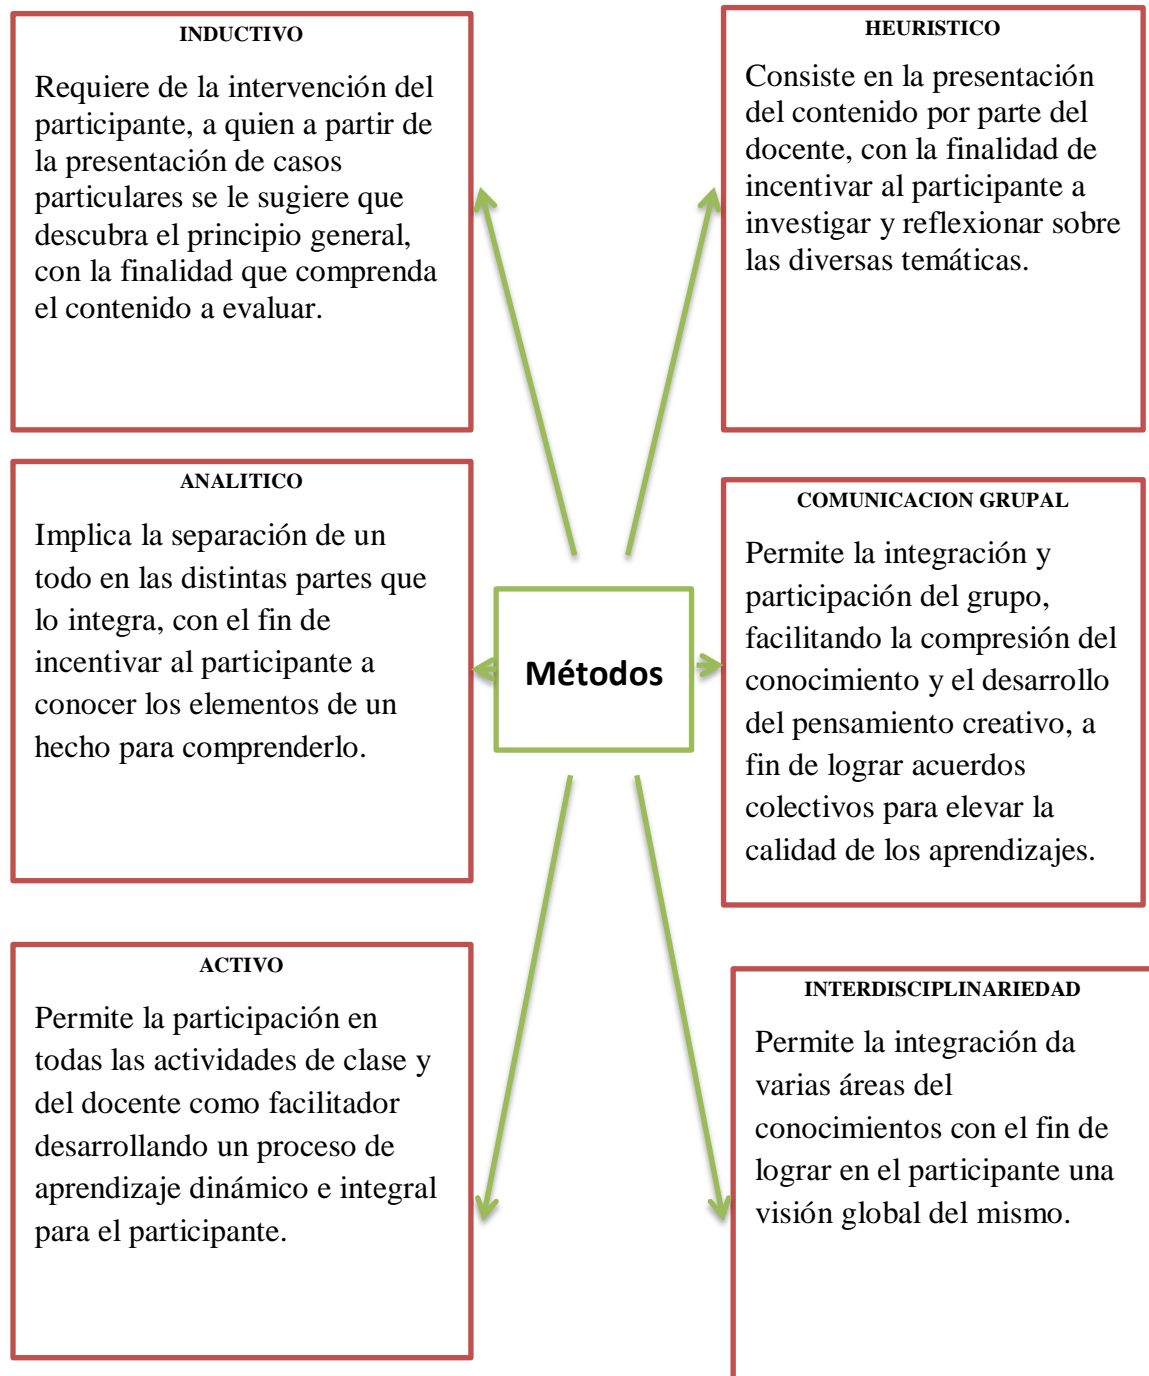 INDUCTIVO
Requiere de la intervención del
participante, a quien a partir de
la presentación de casos
particulares se le sugiere que
descubra el principio general,
con la finalidad que comprenda
el contenido a evaluar.
HEURISTICO
Consiste en la presentación
del contenido por parte del
docente, con la finalidad de
incentivar al participante a
investigar y reflexionar sobre
las diversas temáticas.
ANALITICO
Implica la separación de un
todo en las distintas partes que
lo integra, con el fin de
incentivar al participante a
conocer los elementos de un
hecho para comprenderlo.
Métodos
COMUNICACION GRUPAL
Permite la integración y
participación del grupo,
facilitando la compresión del
conocimiento y el desarrollo
del pensamiento creativo, a
fin de lograr acuerdos
colectivos para elevar la
calidad de los aprendizajes.
ACTIVO
Permite la participación en
todas las actividades de clase y
del docente como facilitador
desarrollando un proceso de
aprendizaje dinámico e integral
para el participante.
INTERDISCIPLINARIEDAD
Permite la integración da
varias áreas del
conocimientos con el fin de
lograr en el participante una
visión global del mismo.